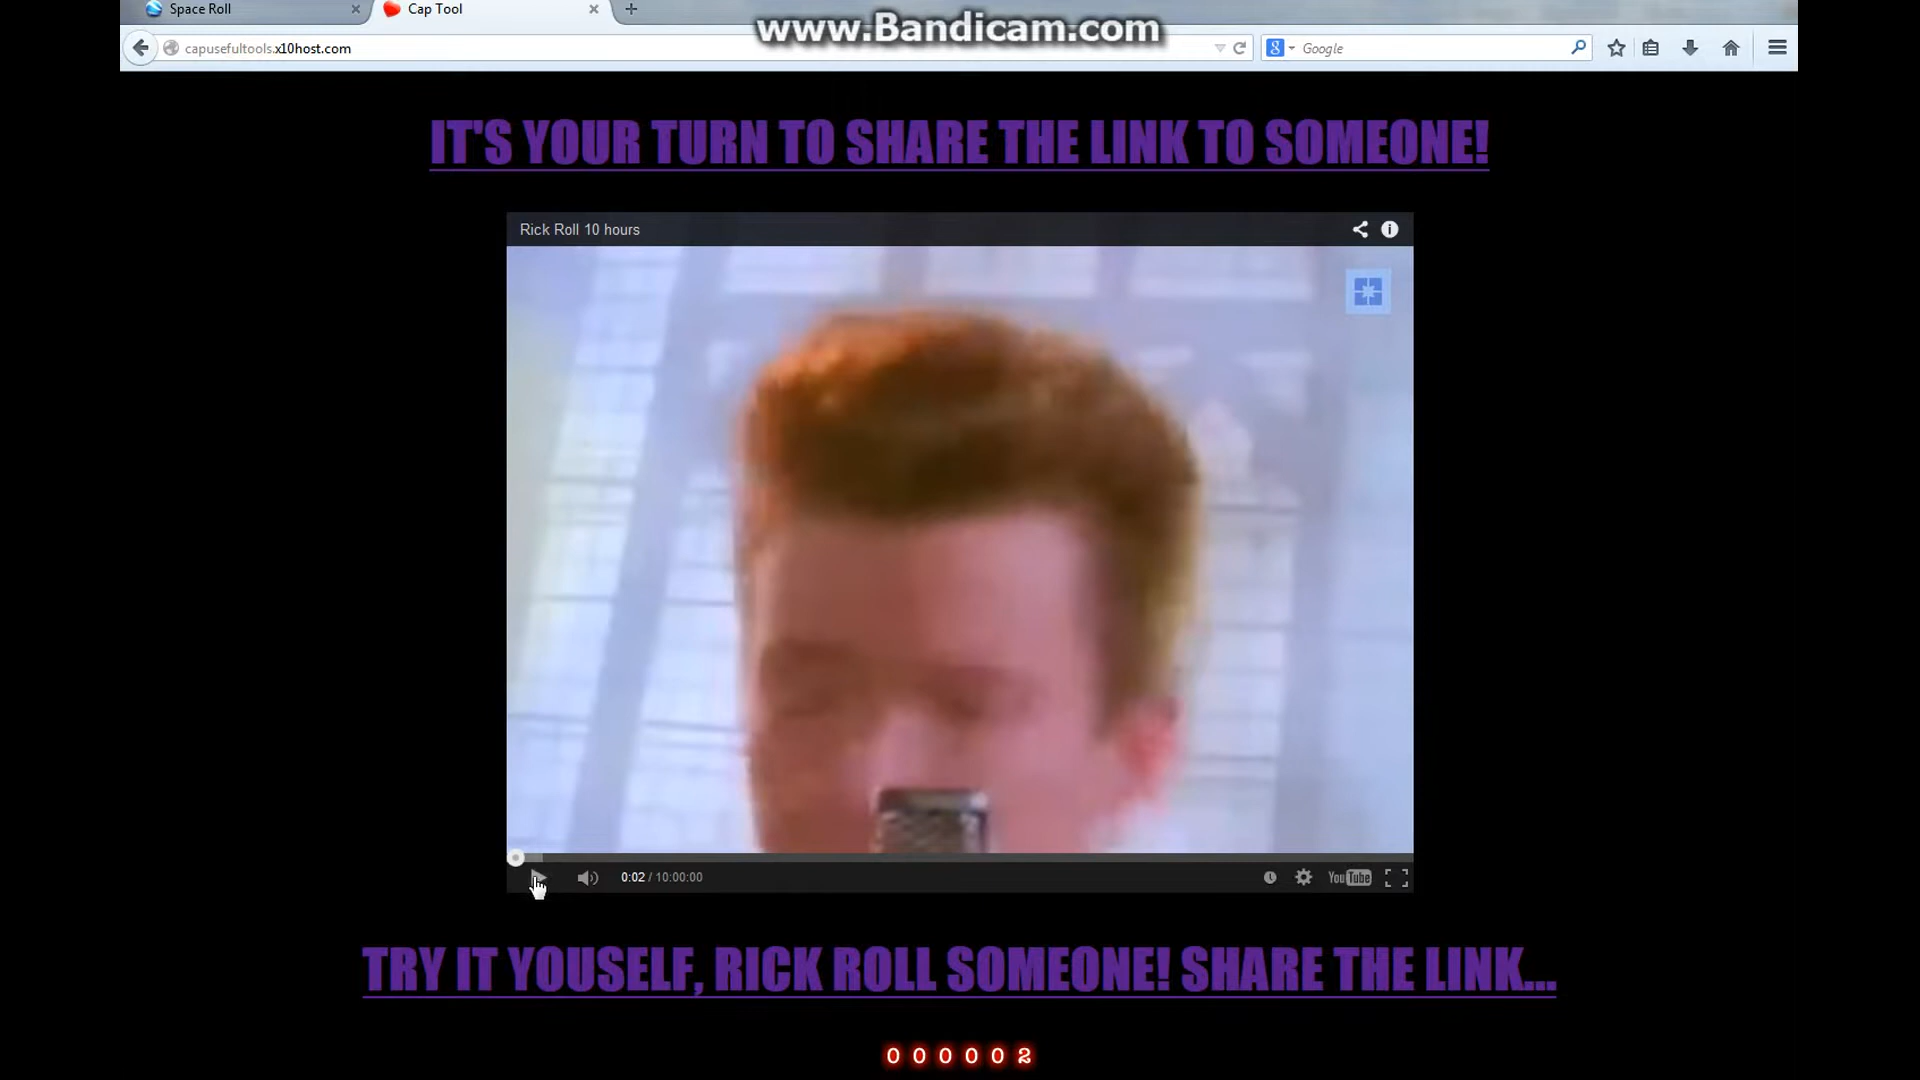 www.Bandicam.com
Space Roll
Cap Tool
capusefultools.x10host.com
Google
IT'S YOUR TURN TO SHARE THE LINK TO SOMEONE!
Rick Roll 10 hours
0:02 / 10:00:00
YouTube
TRY IT YOUSELF, RICK ROLL SOMEONE! SHARE THE LINK...
000002